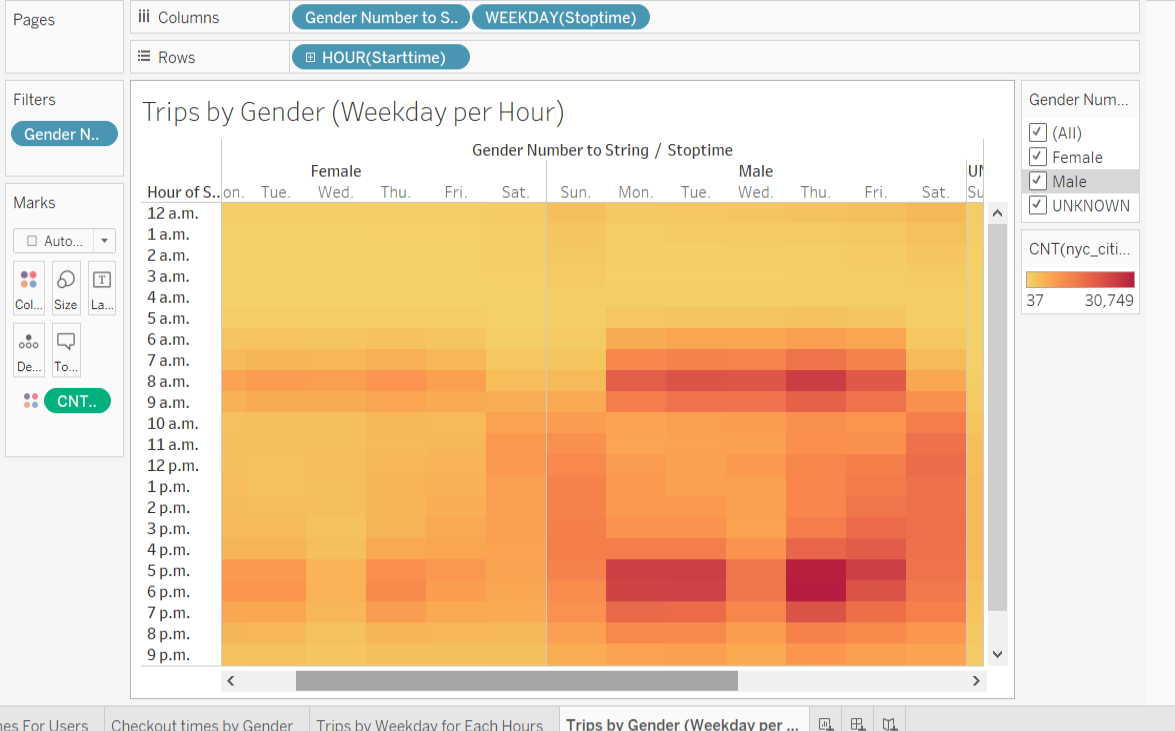 Pages
Columns
Gender Number to S..
WEEKDAY(Stoptime)
Rows
HOUR(Starttime)
Filters
Gender N..
Marks
Auto...
Col...
Size
La...
De...
To...
CNT..
Trips by Gender (Weekday per Hour)
Gender Number to String / Stoptime
Female
Male
UN
Hour of S..
on.
Tue.
Wed.
Thu.
Fri.
Sat.
Sun.
Mon.
Tue.
Wed.
Thu.
Fri.
Sat.
Su
12 a.m.
1 a.m.
2 a.m.
3 a.m.
4 a.m.
5 a.m.
6 a.m.
7 a.m.
8 a.m.
9 a.m.
10 a.m.
11 a.m.
12 p.m.
1 p.m.
2 p.m.
3 p.m.
4 p.m.
5 p.m.
6 p.m.
7 p.m.
8 p.m.
9 p.m.
Gender Num...
(All)
Female
Male
UNKNOWN
CNT(nyc_citi...
37
30,749
nes For Users
Checkout times by Gender
Trips by Weekday for Each Hours
Trips by Gender (Weekday per ...